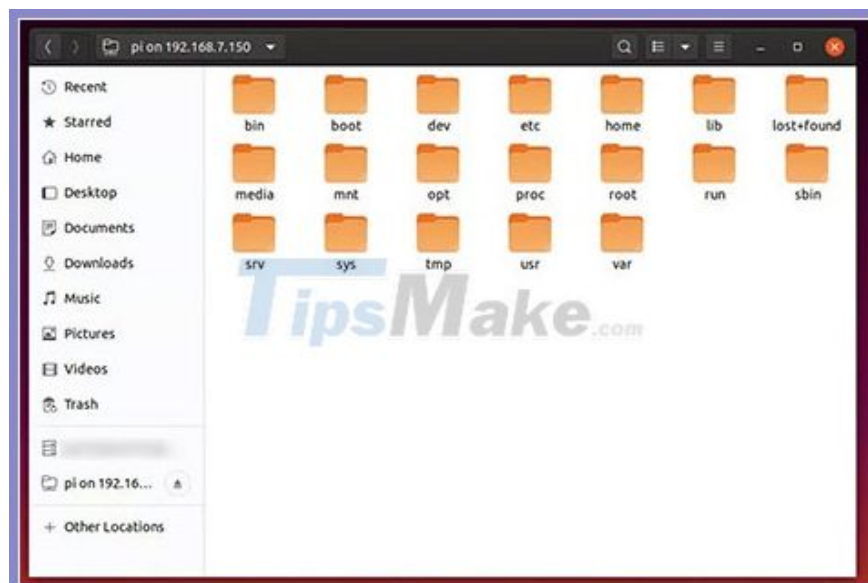 pi on 192.168.7.150
Recent
Starred
Home
Desktop
Documents
Downloads
Music
Pictures
Videos
Trash
pi on 192.16...
Other Locations
bin boot dev etc home lib lost+found
media mnt opt proc root run sbin
srv sys tmp usr var
TipsMake.com